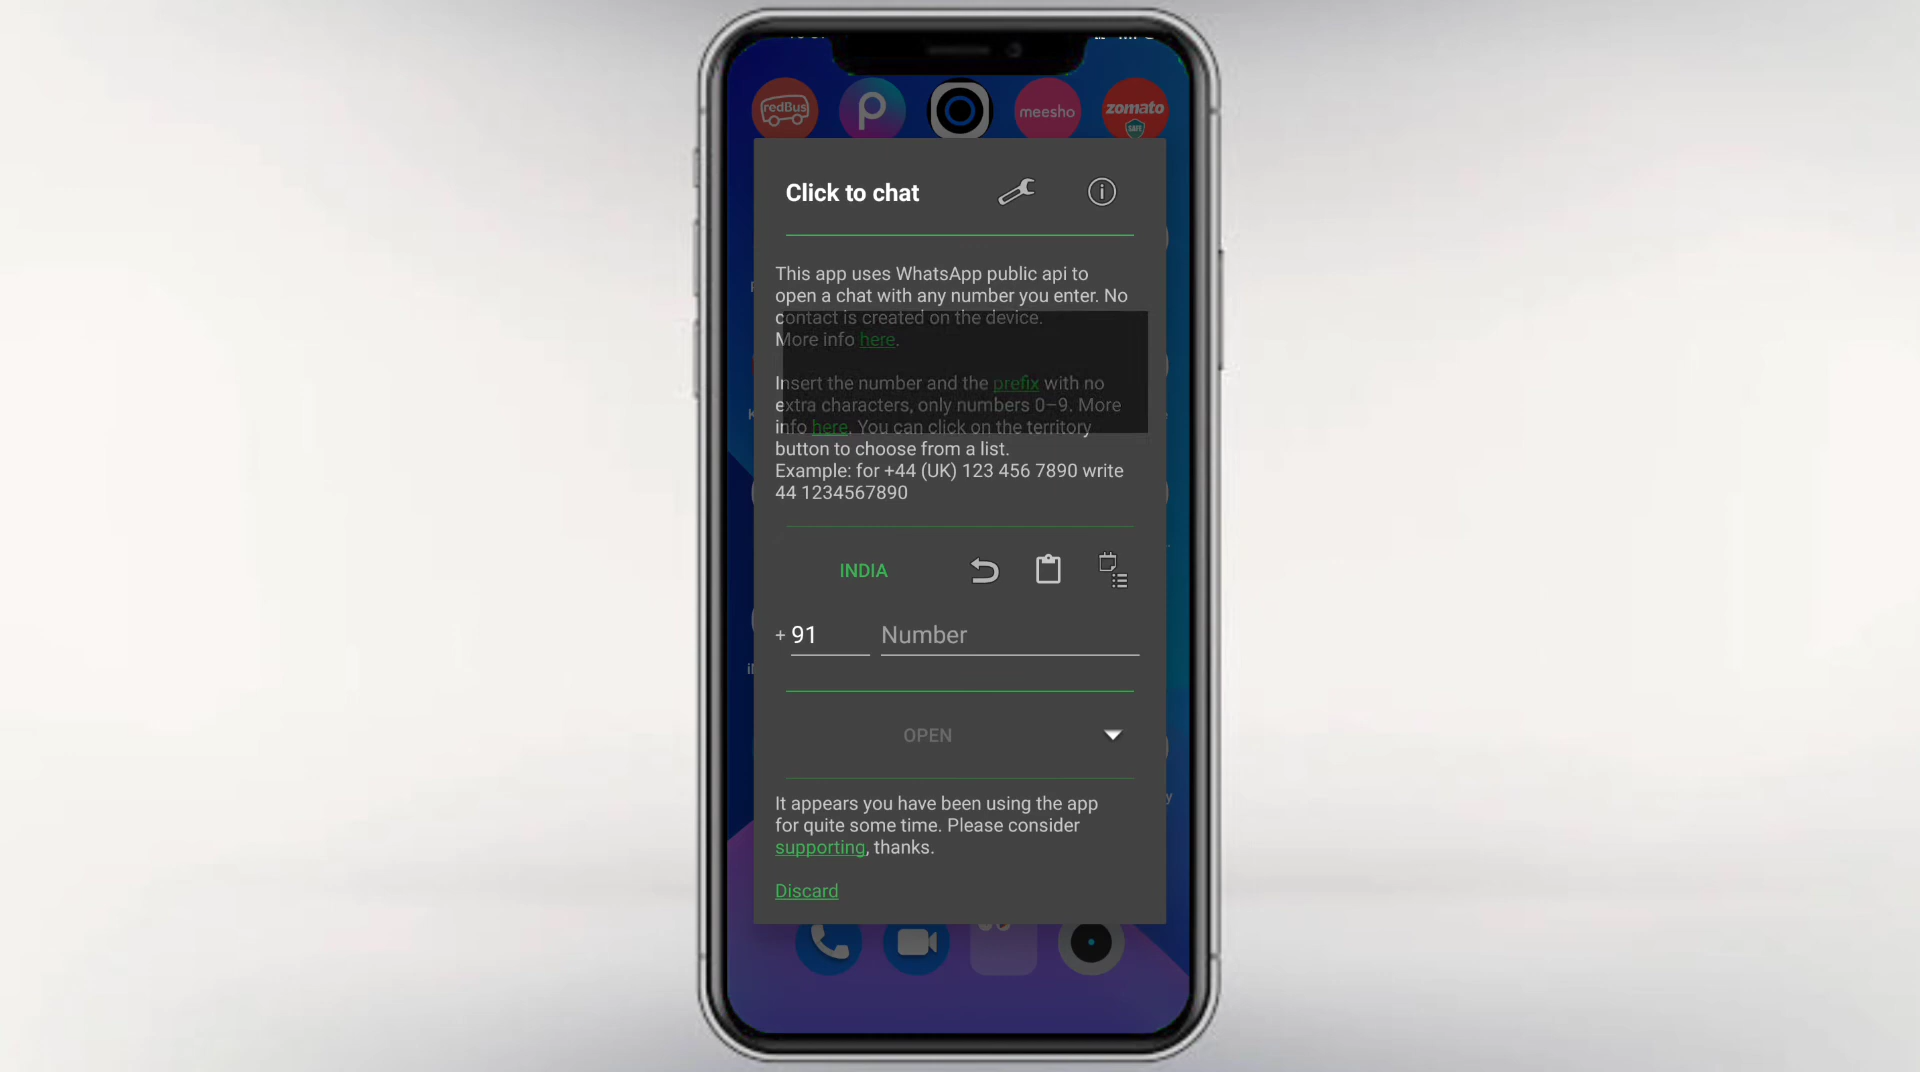 redBus
meesho
zomato
SAFE
Click to chat
This app uses WhatsApp public api to
open a chat with any number you enter. No
contact is created on the device.
More info here.
Insert the number and the prefix with no
extra characters, only numbers 0–9. More
info here. You can click on the territory
button to choose from a list.
Example: for +44 (UK) 123 456 7890 write
44 1234567890
INDIA
+ 91 Number
OPEN
It appears you have been using the app
for quite some time. Please consider
supporting, thanks.
Discard